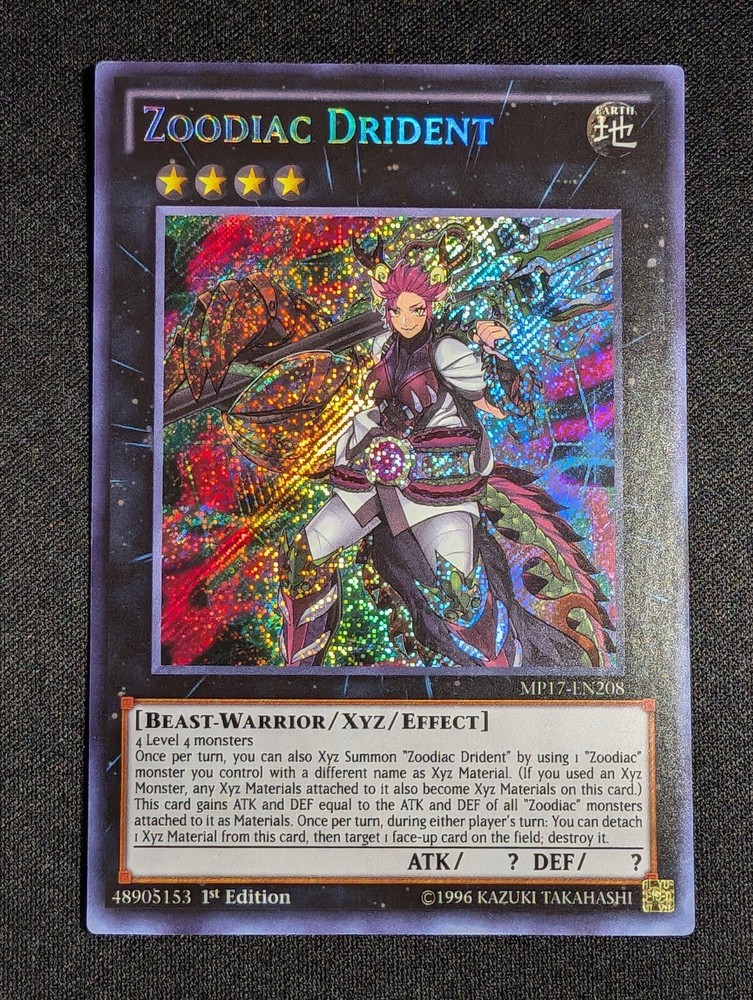 ZOODIAC DRIDENT
EARTH
地
MP17-EN208
[BEAST-WARRIOR/XYZ/EFFECT]
4 Level 4 monsters
Once per turn, you can also Xyz Summon "Zoodiac Drident" by using 1 "Zoodiac"
monster you control with a different name as Xyz Material. (If you used an Xyz
Monster, any Xyz Materials attached to it also become Xyz Materials on this card.)
This card gains ATK and DEF equal to the ATK and DEF of all "Zoodiac" monsters
attached to it as Materials. Once per turn, during either player's turn: You can detach
1 Xyz Material from this card, then target 1 face-up card on the field; destroy it.
ATK/ ? DEF/ ?
48905153 1st Edition ©1996 KAZUKI TAKAHASHI